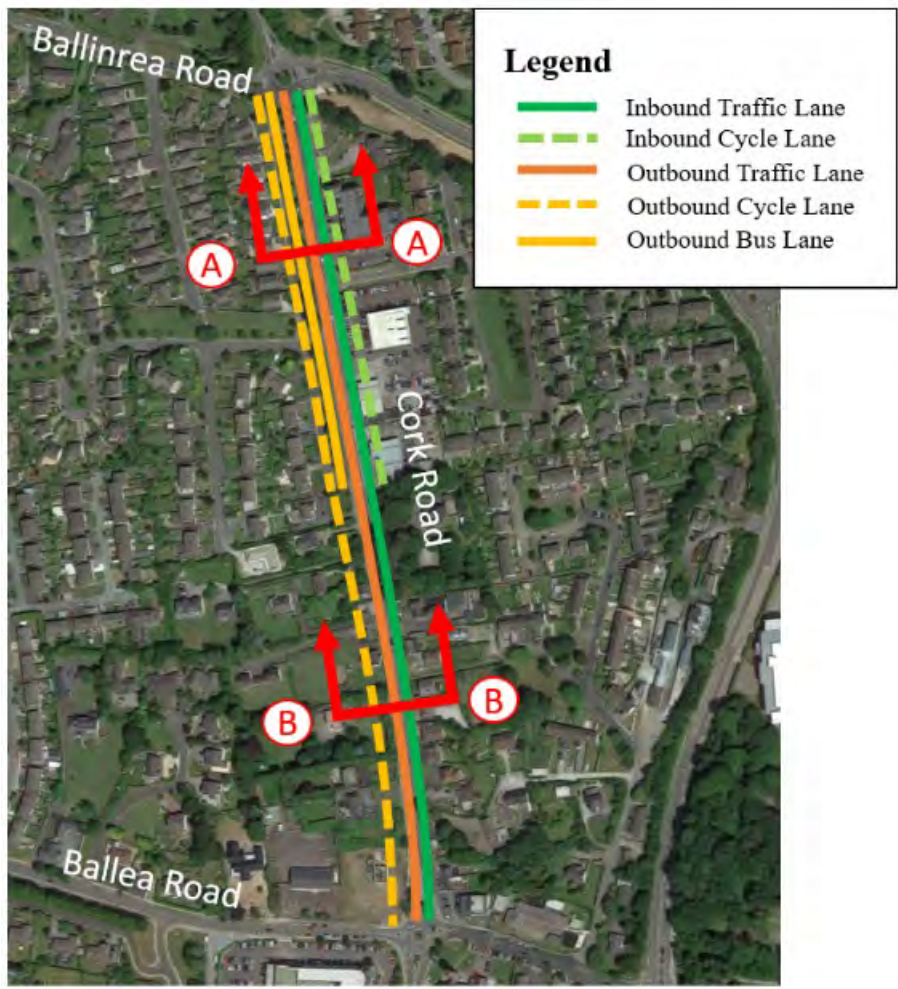 Ballinrea Road
Legend
Inbound Traffic Lane
Inbound Cycle Lane
Outbound Traffic Lane
Outbound Cycle Lane
Outbound Bus Lane
A
A
Cork Road
B
B
Ballea Road